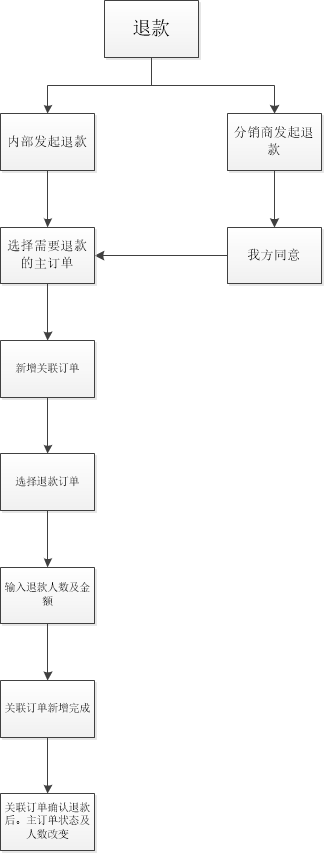 退款
内部发起退款
分销商发起退
款
选择需要退款
的主订单
我方同意
新增关联订单
选择退款订单
输入退款人数及金
额
关联订单新增完成
关联订单确认退款
后。主订单状态及
人数改变